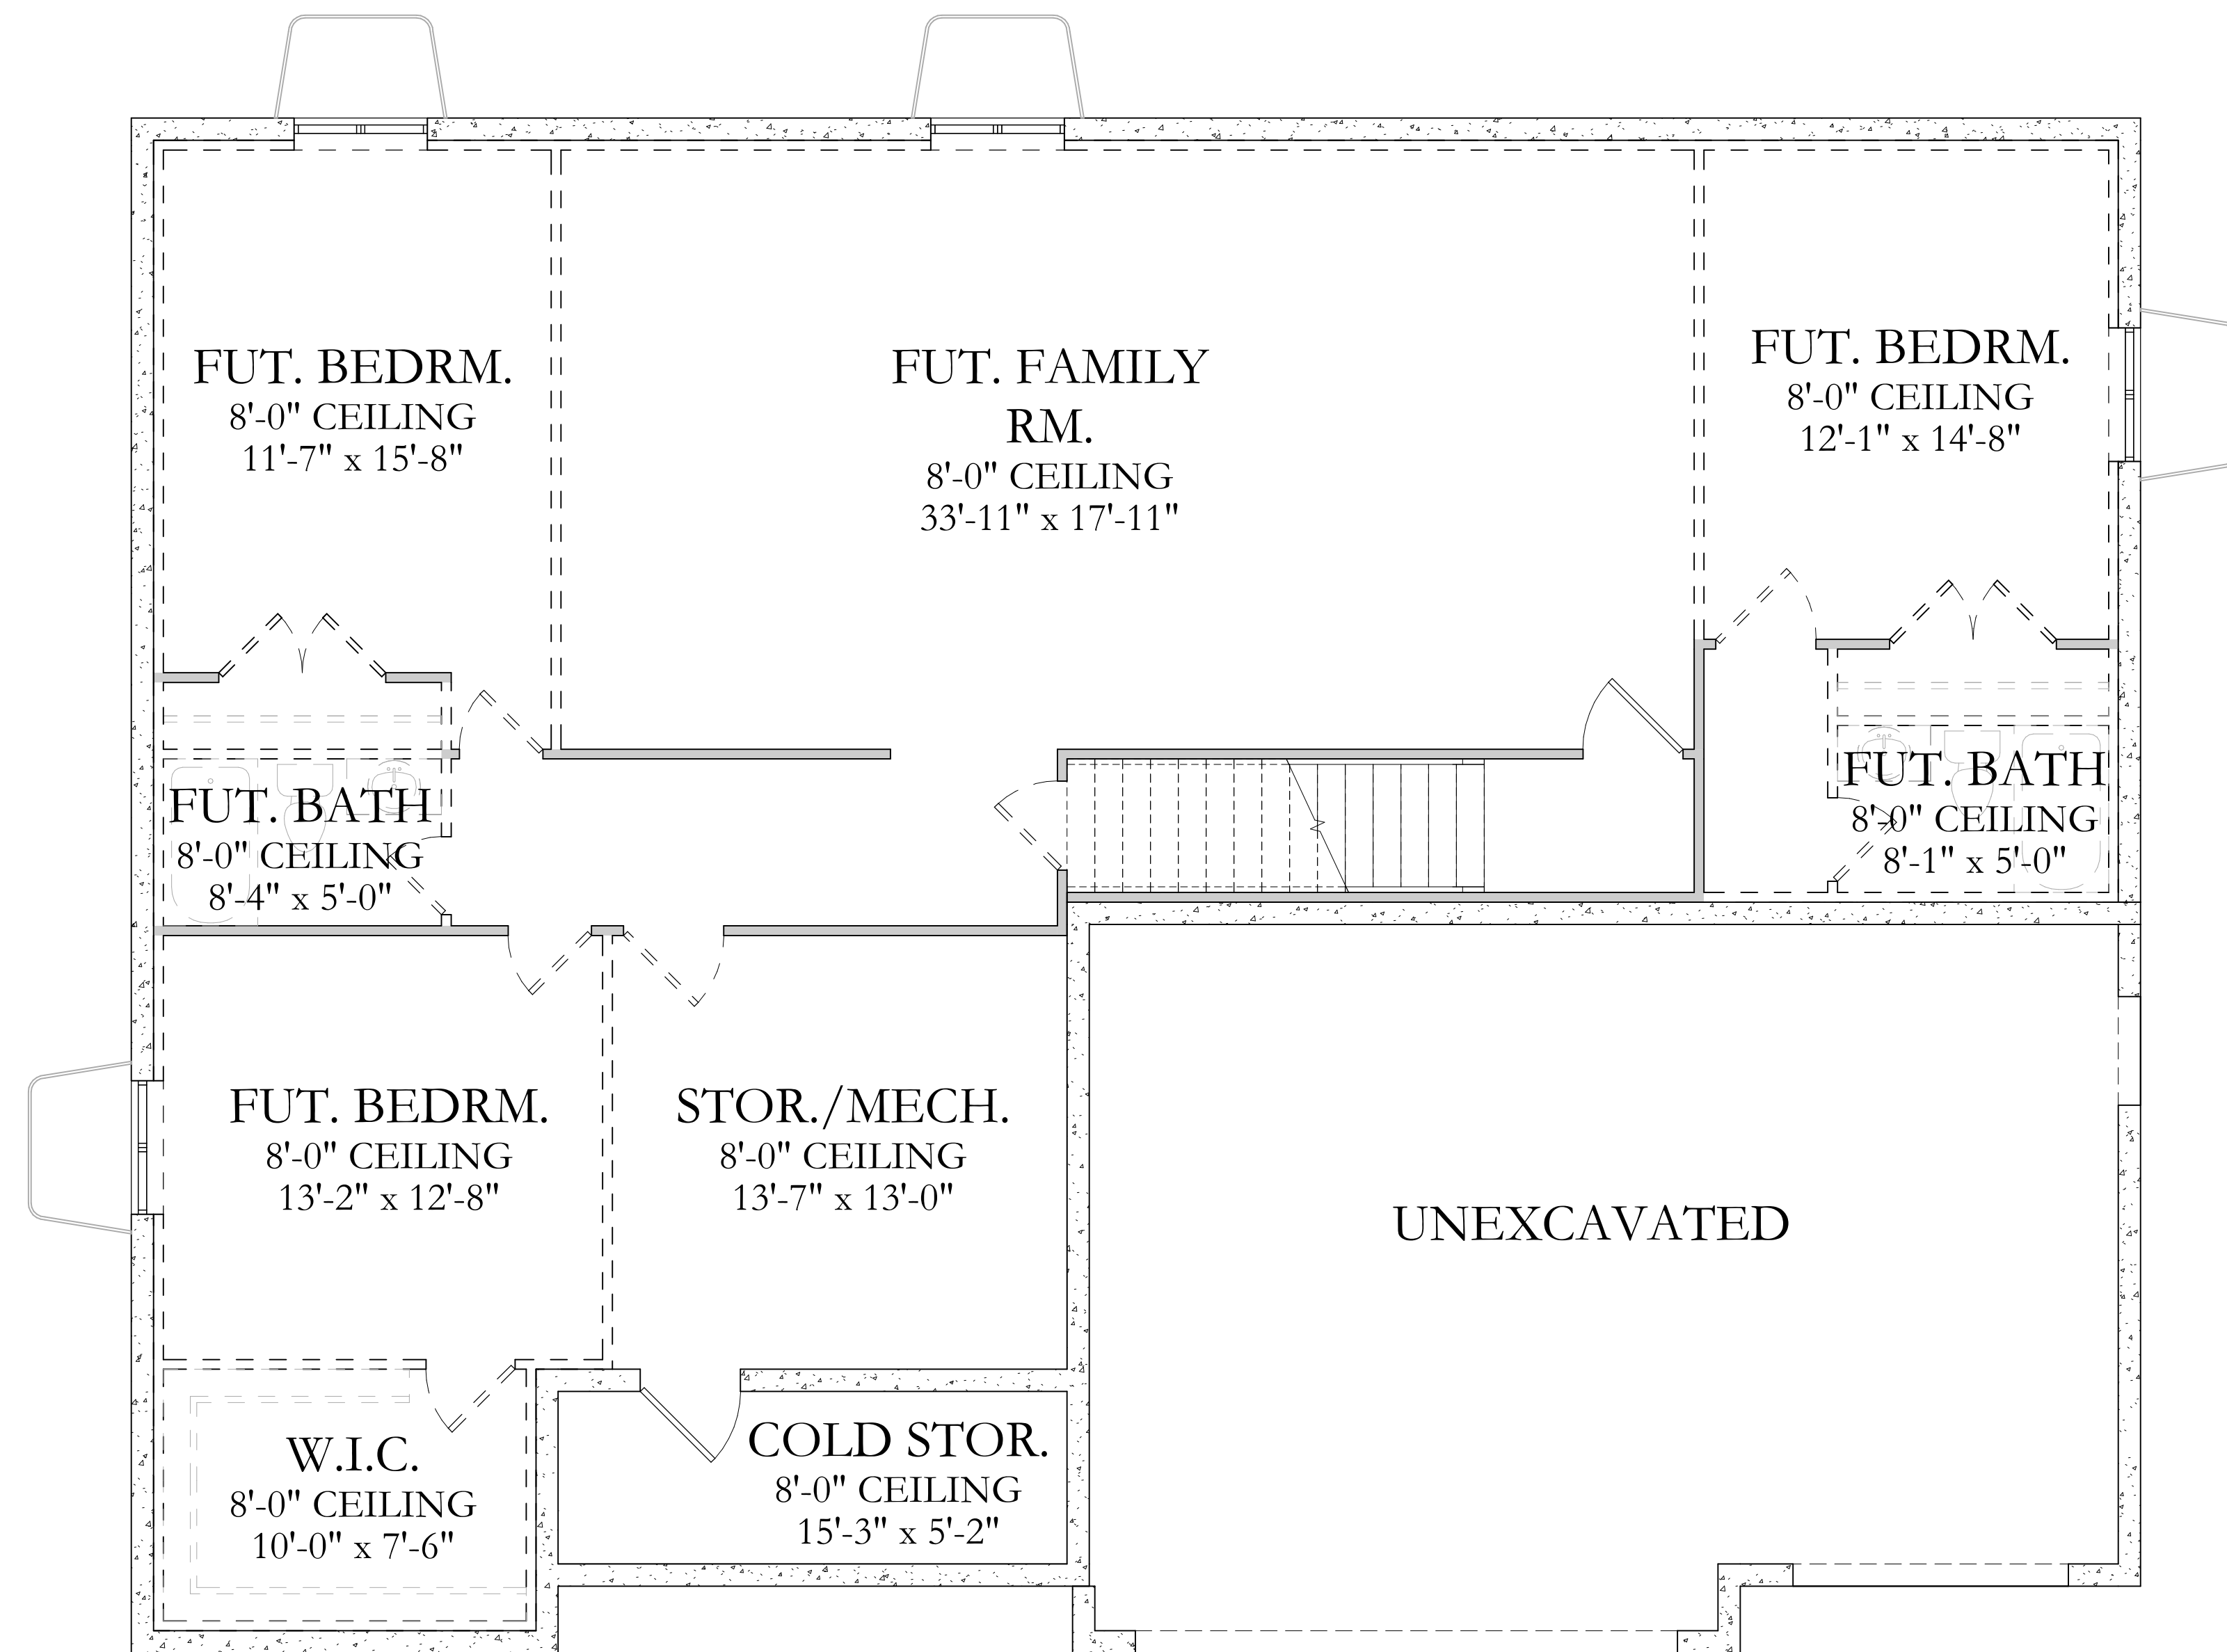 FUT. BEDRM.
8'-0" CEILING
11'-7" x 15'-8"
FUT. FAMILY
RM.
8'-0" CEILING
33'-11" x 17'-11"
FUT. BEDRM.
8'-0" CEILING
12'-1" x 14'-8"
FUT. BATH
8'-0" CEILING
8'-4" x 5'-0"
FUT. BATH
8'-0" CEILING
8'-1" x 5'-0"
FUT. BEDRM.
8'-0" CEILING
13'-2" x 12'-8"
STOR./MECH.
8'-0" CEILING
13'-7" x 13'-0"
UNEXCAVATED
W.I.C.
8'-0" CEILING
10'-0" x 7'-6"
COLD STOR.
8'-0" CEILING
15'-3" x 5'-2"